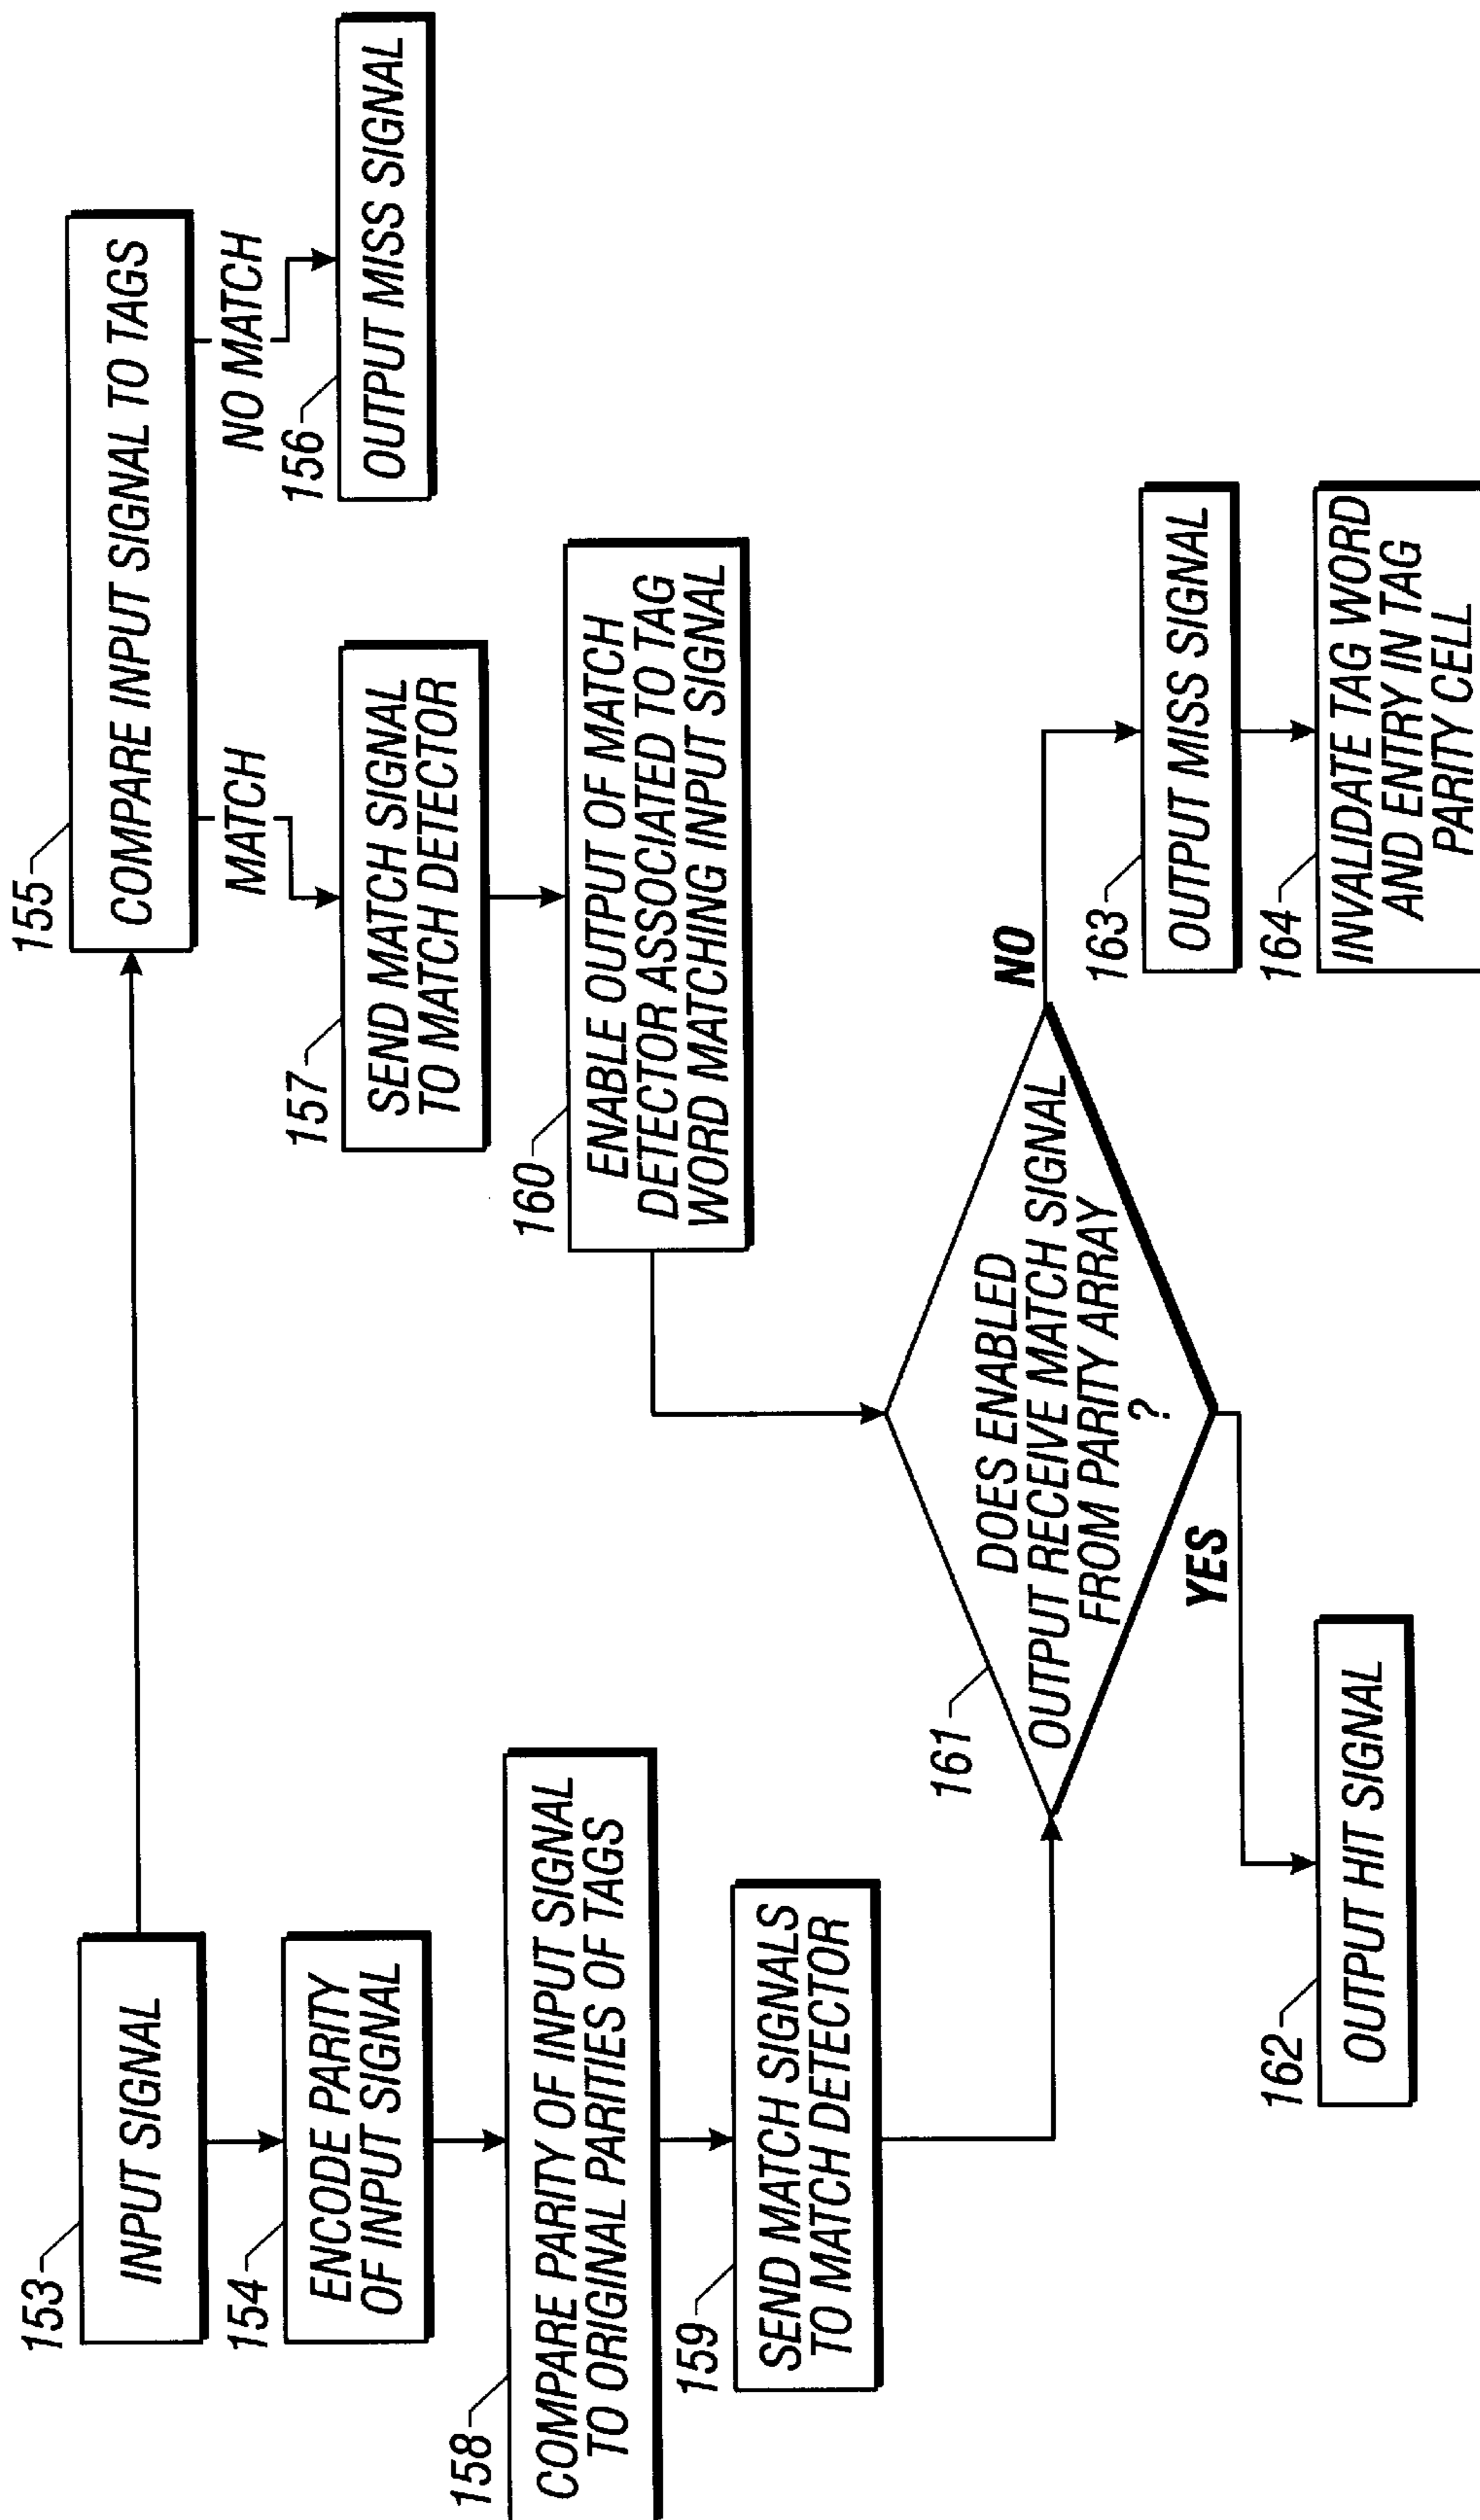 153
INPUT SIGNAL
154
ENCODE PARITY
OF INPUT SIGNAL
158
COMPARE PARITY OF INPUT SIGNAL
TO ORIGINAL PARITIES OF TAGS
159
SEND MATCH SIGNALS
TO MATCH DETECTOR
155
COMPARE INPUT SIGNAL TO TAGS
MATCH
NO MATCH
156
OUTPUT MISS SIGNAL
157
SEND MATCH SIGNAL
TO MATCH DETECTOR
160
ENABLE OUTPUT OF MATCH
DETECTOR ASSOCIATED TO TAG
WORD MATCHING INPUT SIGNAL
161
DOES ENABLED
OUTPUT RECEIVE MATCH SIGNAL
FROM PARITY ARRAY
?
YES
NO
162
OUTPUT HIT SIGNAL
163
OUTPUT MISS SIGNAL
164
INVALIDATE TAG WORD
AND ENTRY IN TAG
PARITY CELL